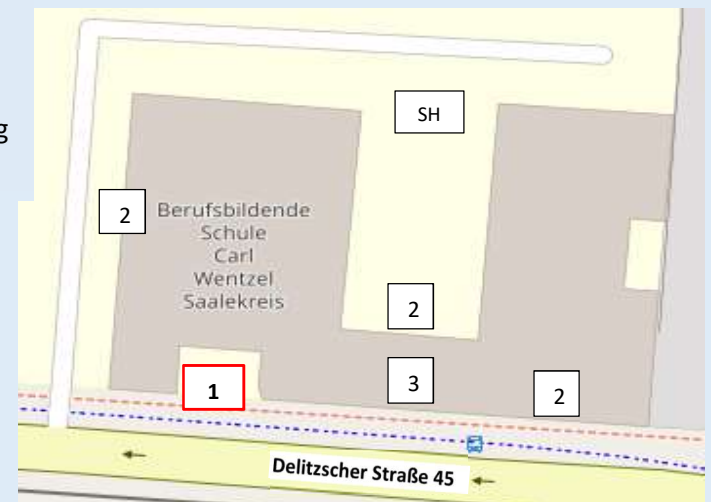 g
SH
2
Berufsbildende
Schule
Carl
Wentzel
Saalekreis
2
1
3
2
Delitzscher Straße 45